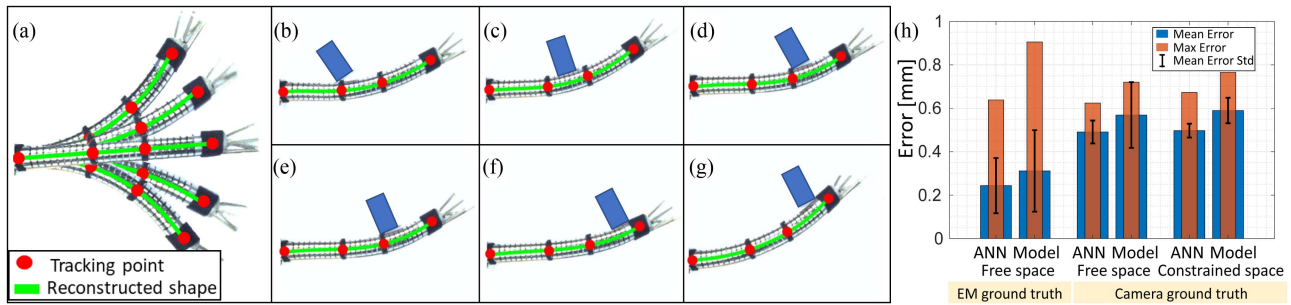 (a)
(b)
(c)
(d)
(e)
(f)
(g)
Tracking point
Reconstructed shape
(h)
Mean Error
Max Error
Mean Error Std
Error [mm]
1
0.8
0.6
0.4
0.2
0
ANN Model ANN Model ANN Model
Free space Free space Constrained space
EM ground truth Camera ground truth